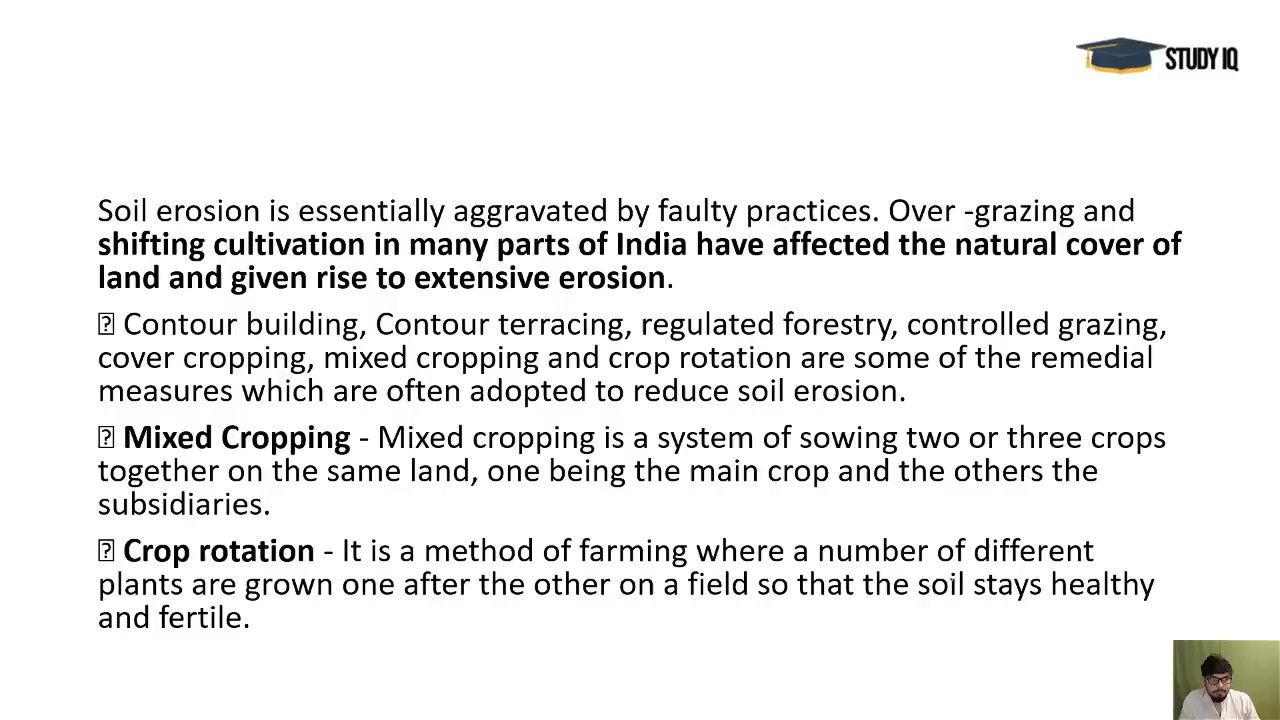 STUDY IQ
Soil erosion is essentially aggravated by faulty practices. Over -grazing and
shifting cultivation in many parts of India have affected the natural cover of
land and given rise to extensive erosion.
⍰ Contour building, Contour terracing, regulated forestry, controlled grazing,
cover cropping, mixed cropping and crop rotation are some of the remedial
measures which are often adopted to reduce soil erosion.
⍰ Mixed Cropping - Mixed cropping is a system of sowing two or three crops
together on the same land, one being the main crop and the others the
subsidiaries.
⍰ Crop rotation - It is a method of farming where a number of different
plants are grown one after the other on a field so that the soil stays healthy
and fertile.